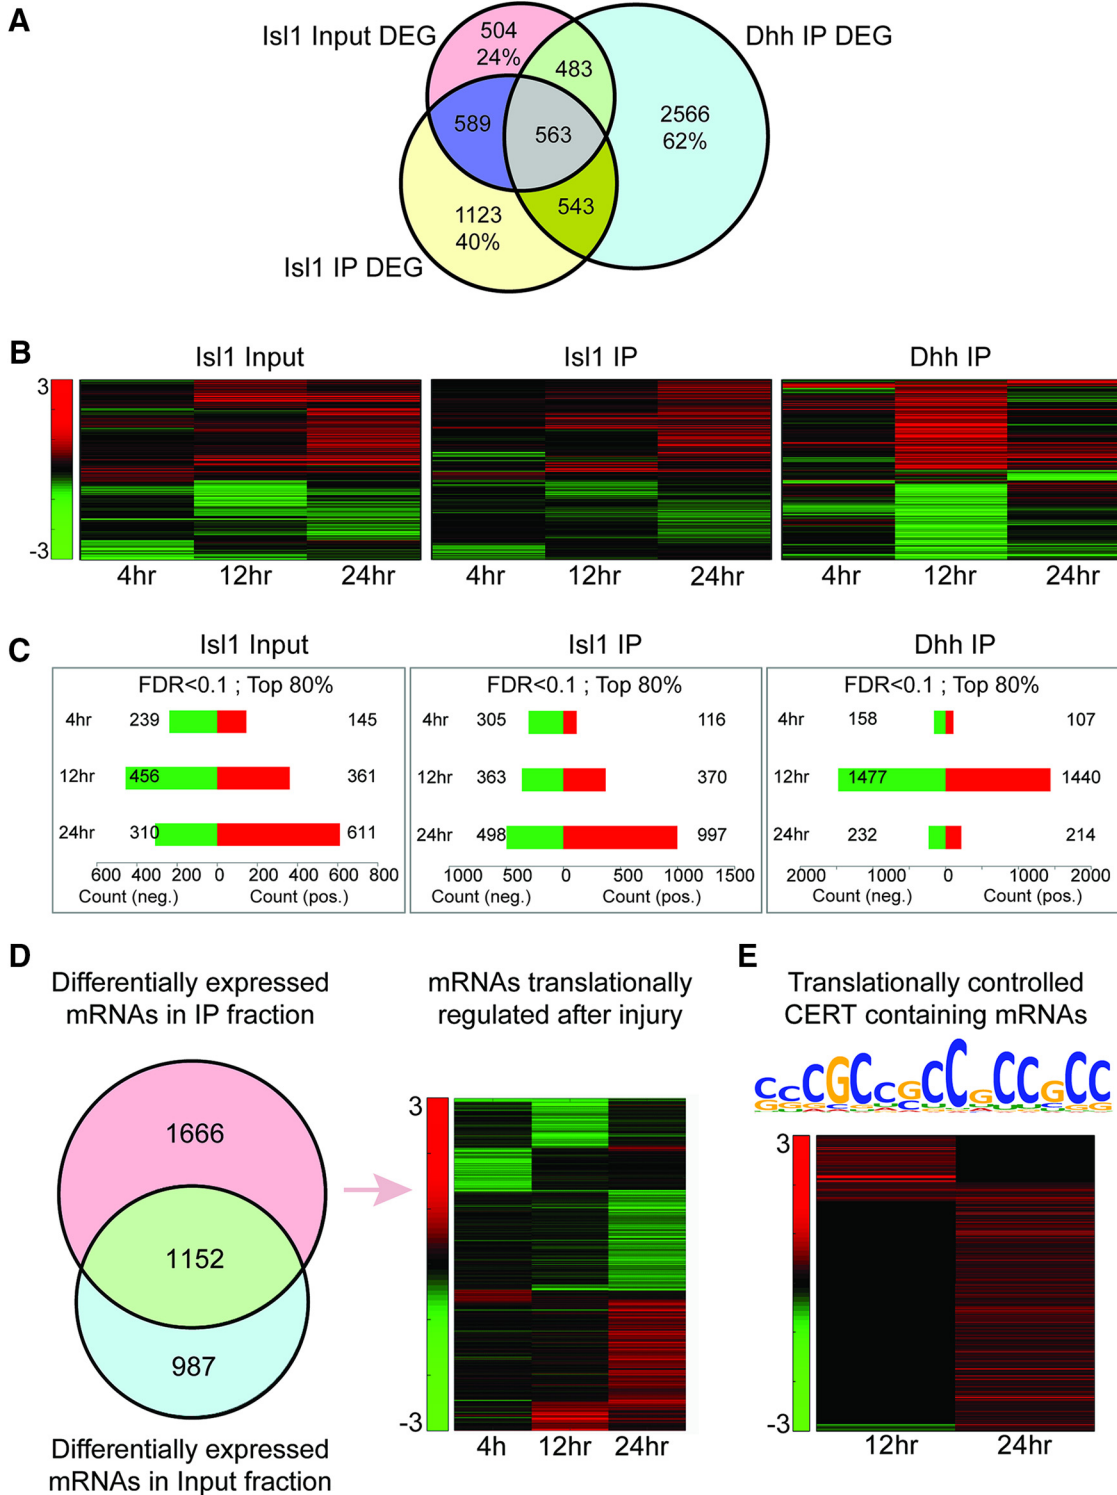 A
Isl1 Input DEG
504
24%
483
Dhh IP DEG
2566
62%
589
563
1123
40%
543
Isl1 IP DEG
B
Isl1 Input
Isl1 IP
Dhh IP
3
-3
4hr
12hr
24hr
4hr
12hr
24hr
4hr
12hr
24hr
C
Isl1 Input
Isl1 IP
Dhh IP
FDR<0.1 ; Top 80%
4hr
239
145
12hr
456
361
24hr
310
611
600 400 200 0 200 400 600 800
Count (neg.)
Count (pos.)
FDR<0.1 ; Top 80%
4hr
305
116
12hr
363
370
24hr
498
997
1000 500 0 500 1000 1500
Count (neg.)
Count (pos.)
FDR<0.1 ; Top 80%
4hr
158
107
12hr
1477
1440
24hr
232
214
2000 1000 0 1000 2000
Count (neg.)
Count (pos.)
D
Differentially expressed
mRNAs in IP fraction
1666
1152
987
Differentially expressed
mRNAs in Input fraction
mRNAs translationally
regulated after injury
3
-3
4h
12hr
24hr
E
Translationally controlled
CERT containing mRNAs
CCCGCCGCCGCCGCC
3
-3
12hr
24hr